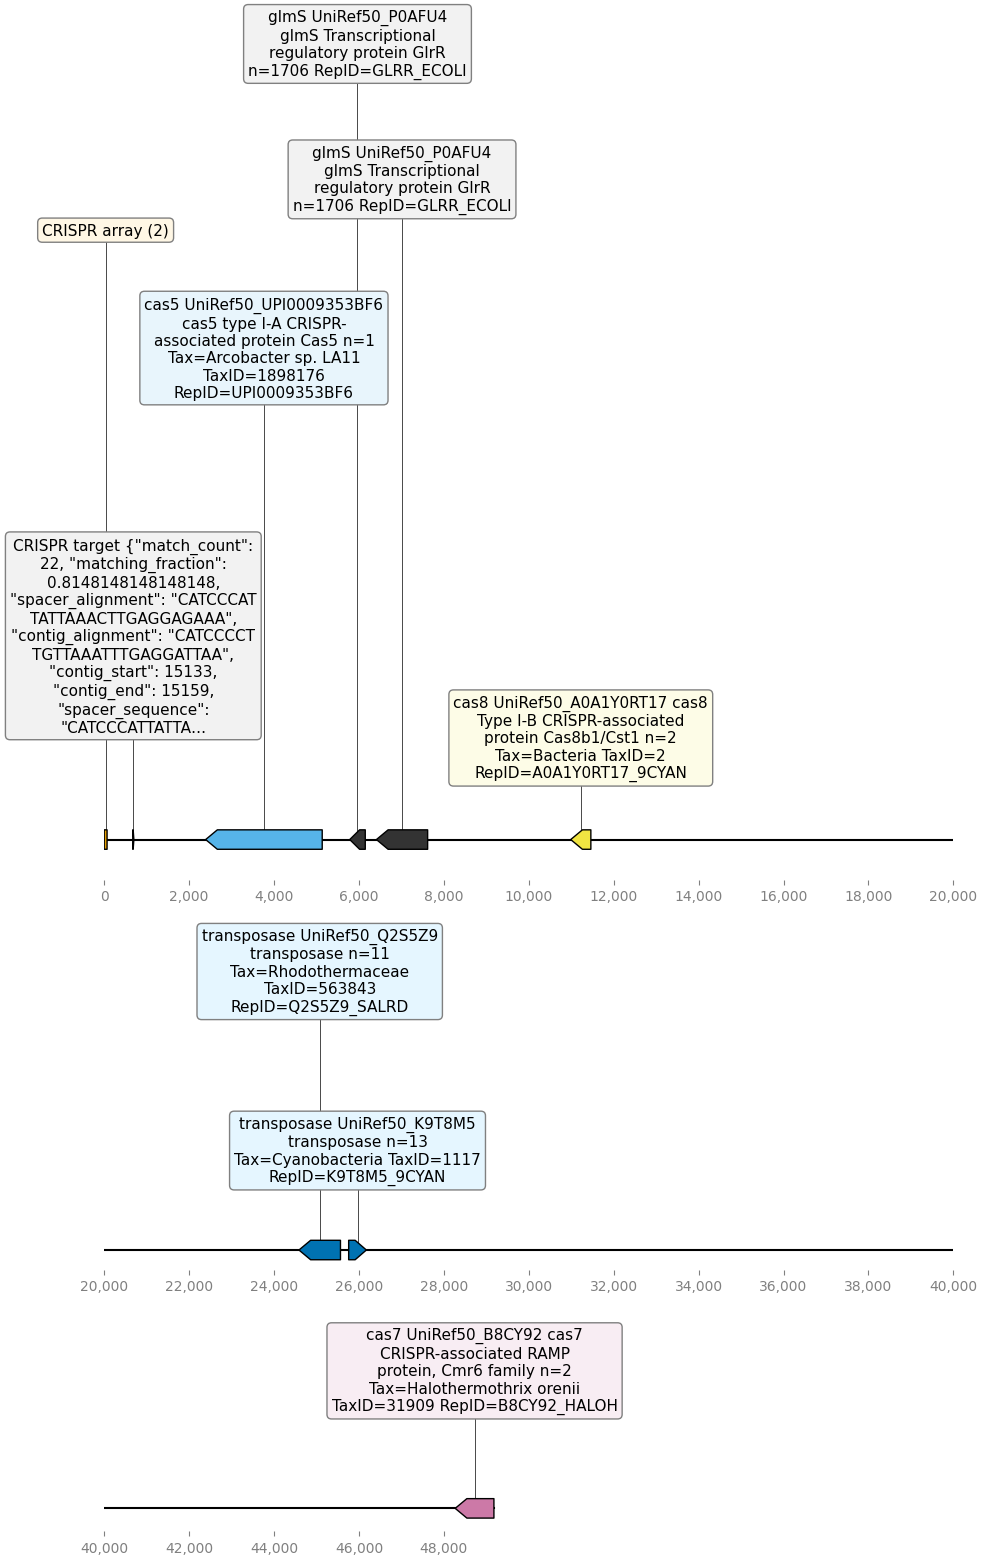 glmS UniRef50_P0AFU4
glmS Transcriptional
regulatory protein GlrR
n=1706 RepID=GLRR_ECOLI
glmS UniRef50_P0AFU4
glmS Transcriptional
regulatory protein GlrR
n=1706 RepID=GLRR_ECOLI
CRISPR array (2)
cas5 UniRef50_UPI0009353BF6
cas5 type I-A CRISPR-
associated protein Cas5 n=1
Tax=Arcobacter sp. LA11
TaxID=1898176
RepID=UPI0009353BF6
CRISPR target {"match_count":
22, "matching_fraction":
0.8148148148148148,
"spacer_alignment": "CATCCCAT
TATTAAACTTGAGGAGAAA",
"contig_alignment": "CATCCCCT
TGTTAAATTTGAGGATTAA",
"contig_start": 15133,
"contig_end": 15159,
"spacer_sequence":
"CATCCCATTATTA...
cas8 UniRef50_A0A1Y0RT17 cas8
Type I-B CRISPR-associated
protein Cas8b1/Cst1 n=2
Tax=Bacteria TaxID=2
RepID=A0A1Y0RT17_9CYAN
0 2,000 4,000 6,000 8,000 10,000 12,000 14,000 16,000 18,000 20,000
transposase UniRef50_Q2S5Z9
transposase n=11
Tax=Rhodothermaceae
TaxID=563843
RepID=Q2S5Z9_SALRD
transposase UniRef50_K9T8M5
transposase n=13
Tax=Cyanobacteria TaxID=1117
RepID=K9T8M5_9CYAN
20,000 22,000 24,000 26,000 28,000 30,000 32,000 34,000 36,000 38,000 40,000
cas7 UniRef50_B8CY92 cas7
CRISPR-associated RAMP
protein, Cmr6 family n=2
Tax=Halothermothrix orenii
TaxID=31909 RepID=B8CY92_HALOH
40,000 42,000 44,000 46,000 48,000